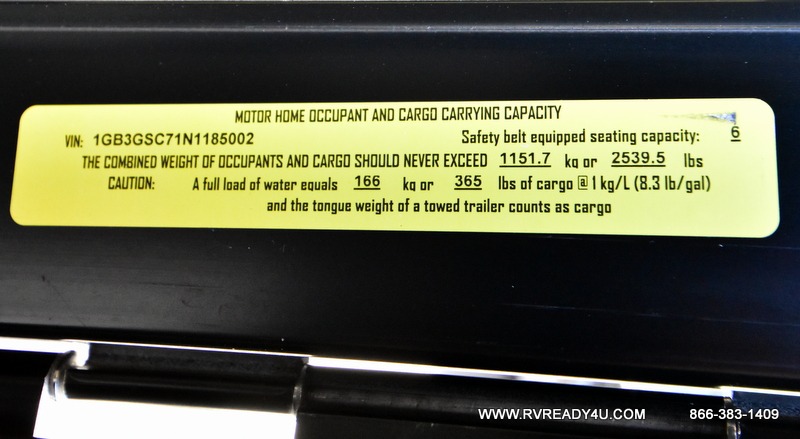 MOTOR HOME OCCUPANT AND CARGO CARRYING CAPACITY
VIN: 1GB3GSC71N1185002 Safety belt equipped seating capacity: 6
THE COMBINED WEIGHT OF OCCUPANTS AND CARGO SHOULD NEVER EXCEED 1151.7 kg or 2539.5 lbs
CAUTION: A full load of water equals 166 kg or 365 lbs of cargo @ 1 kg/L (8.3 lb/gal)
and the tongue weight of a towed trailer counts as cargo
WWW.RVREADY4U.COM 866-383-1409